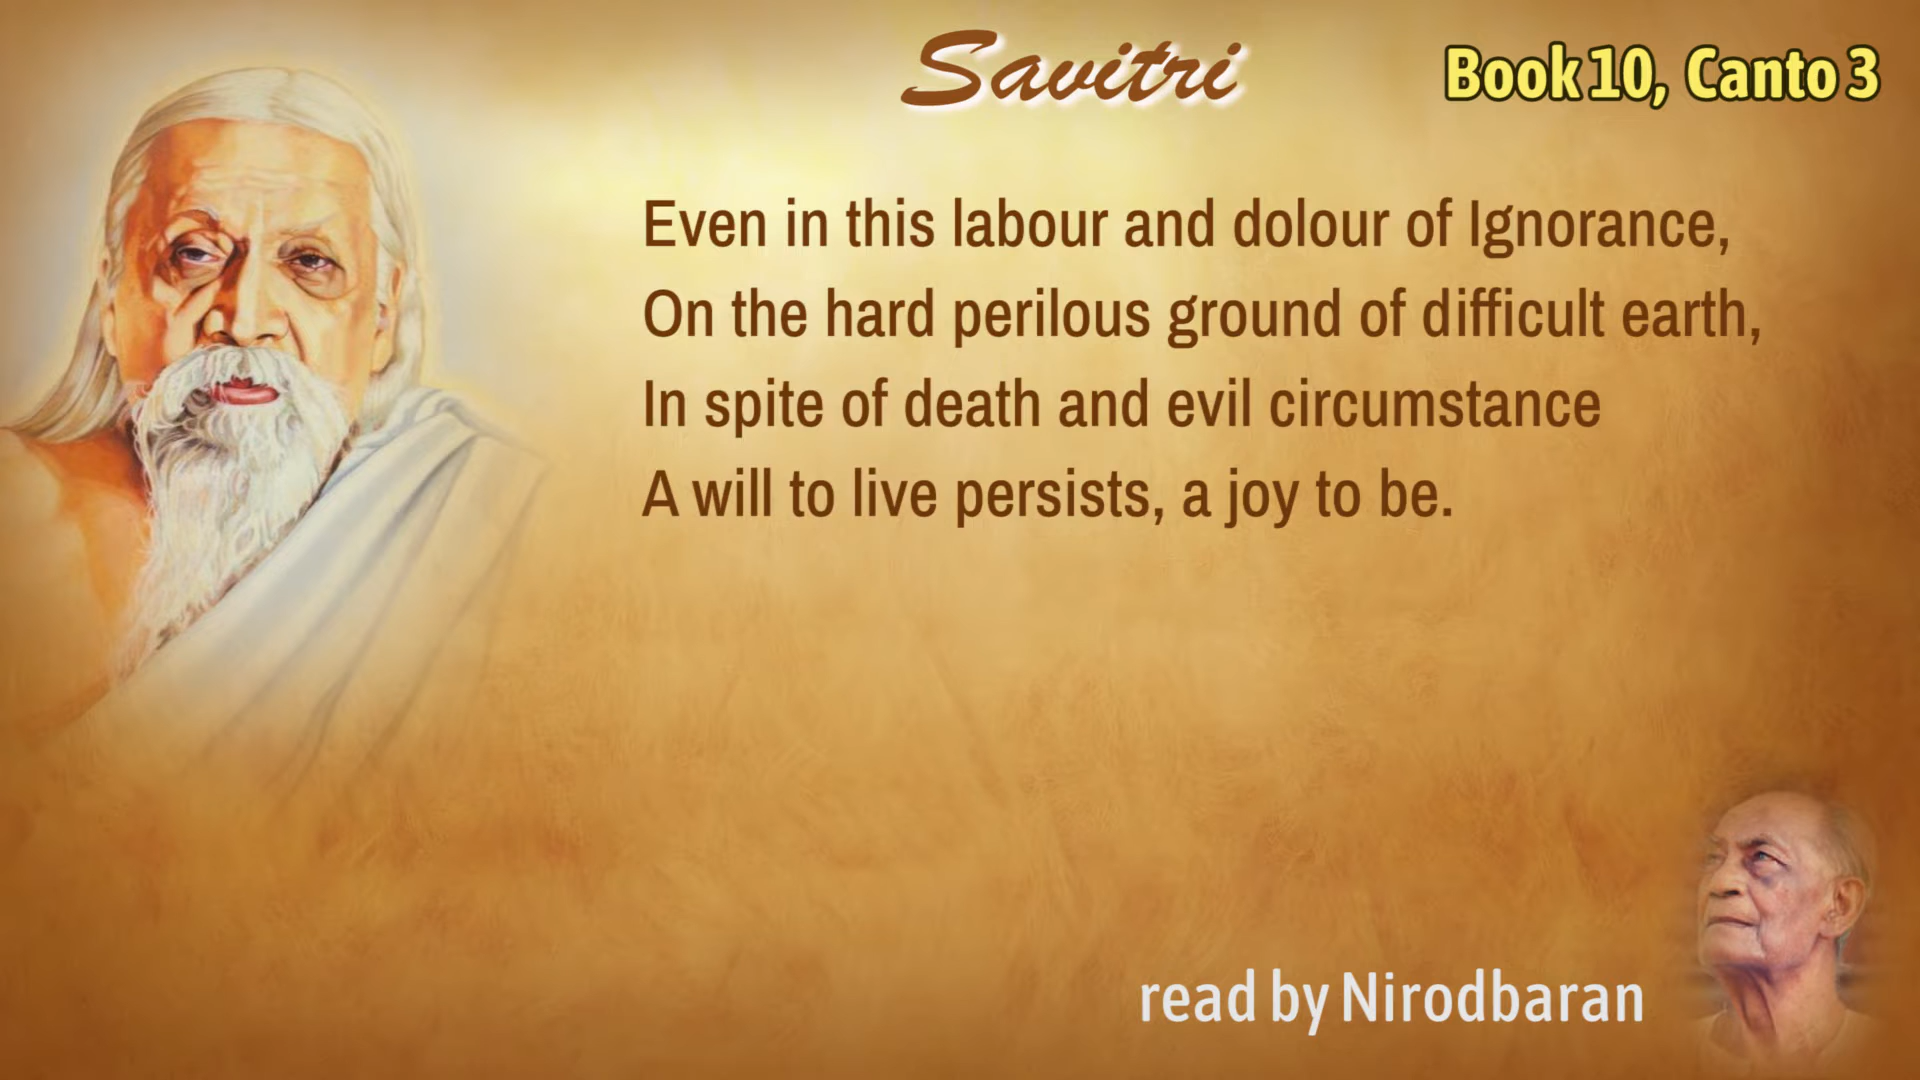 Savitri
Book 10, Canto 3
Even in this labour and dolour of Ignorance,
On the hard perilous ground of difficult earth,
In spite of death and evil circumstance
A will to live persists, a joy to be.
read by Nirodbaran